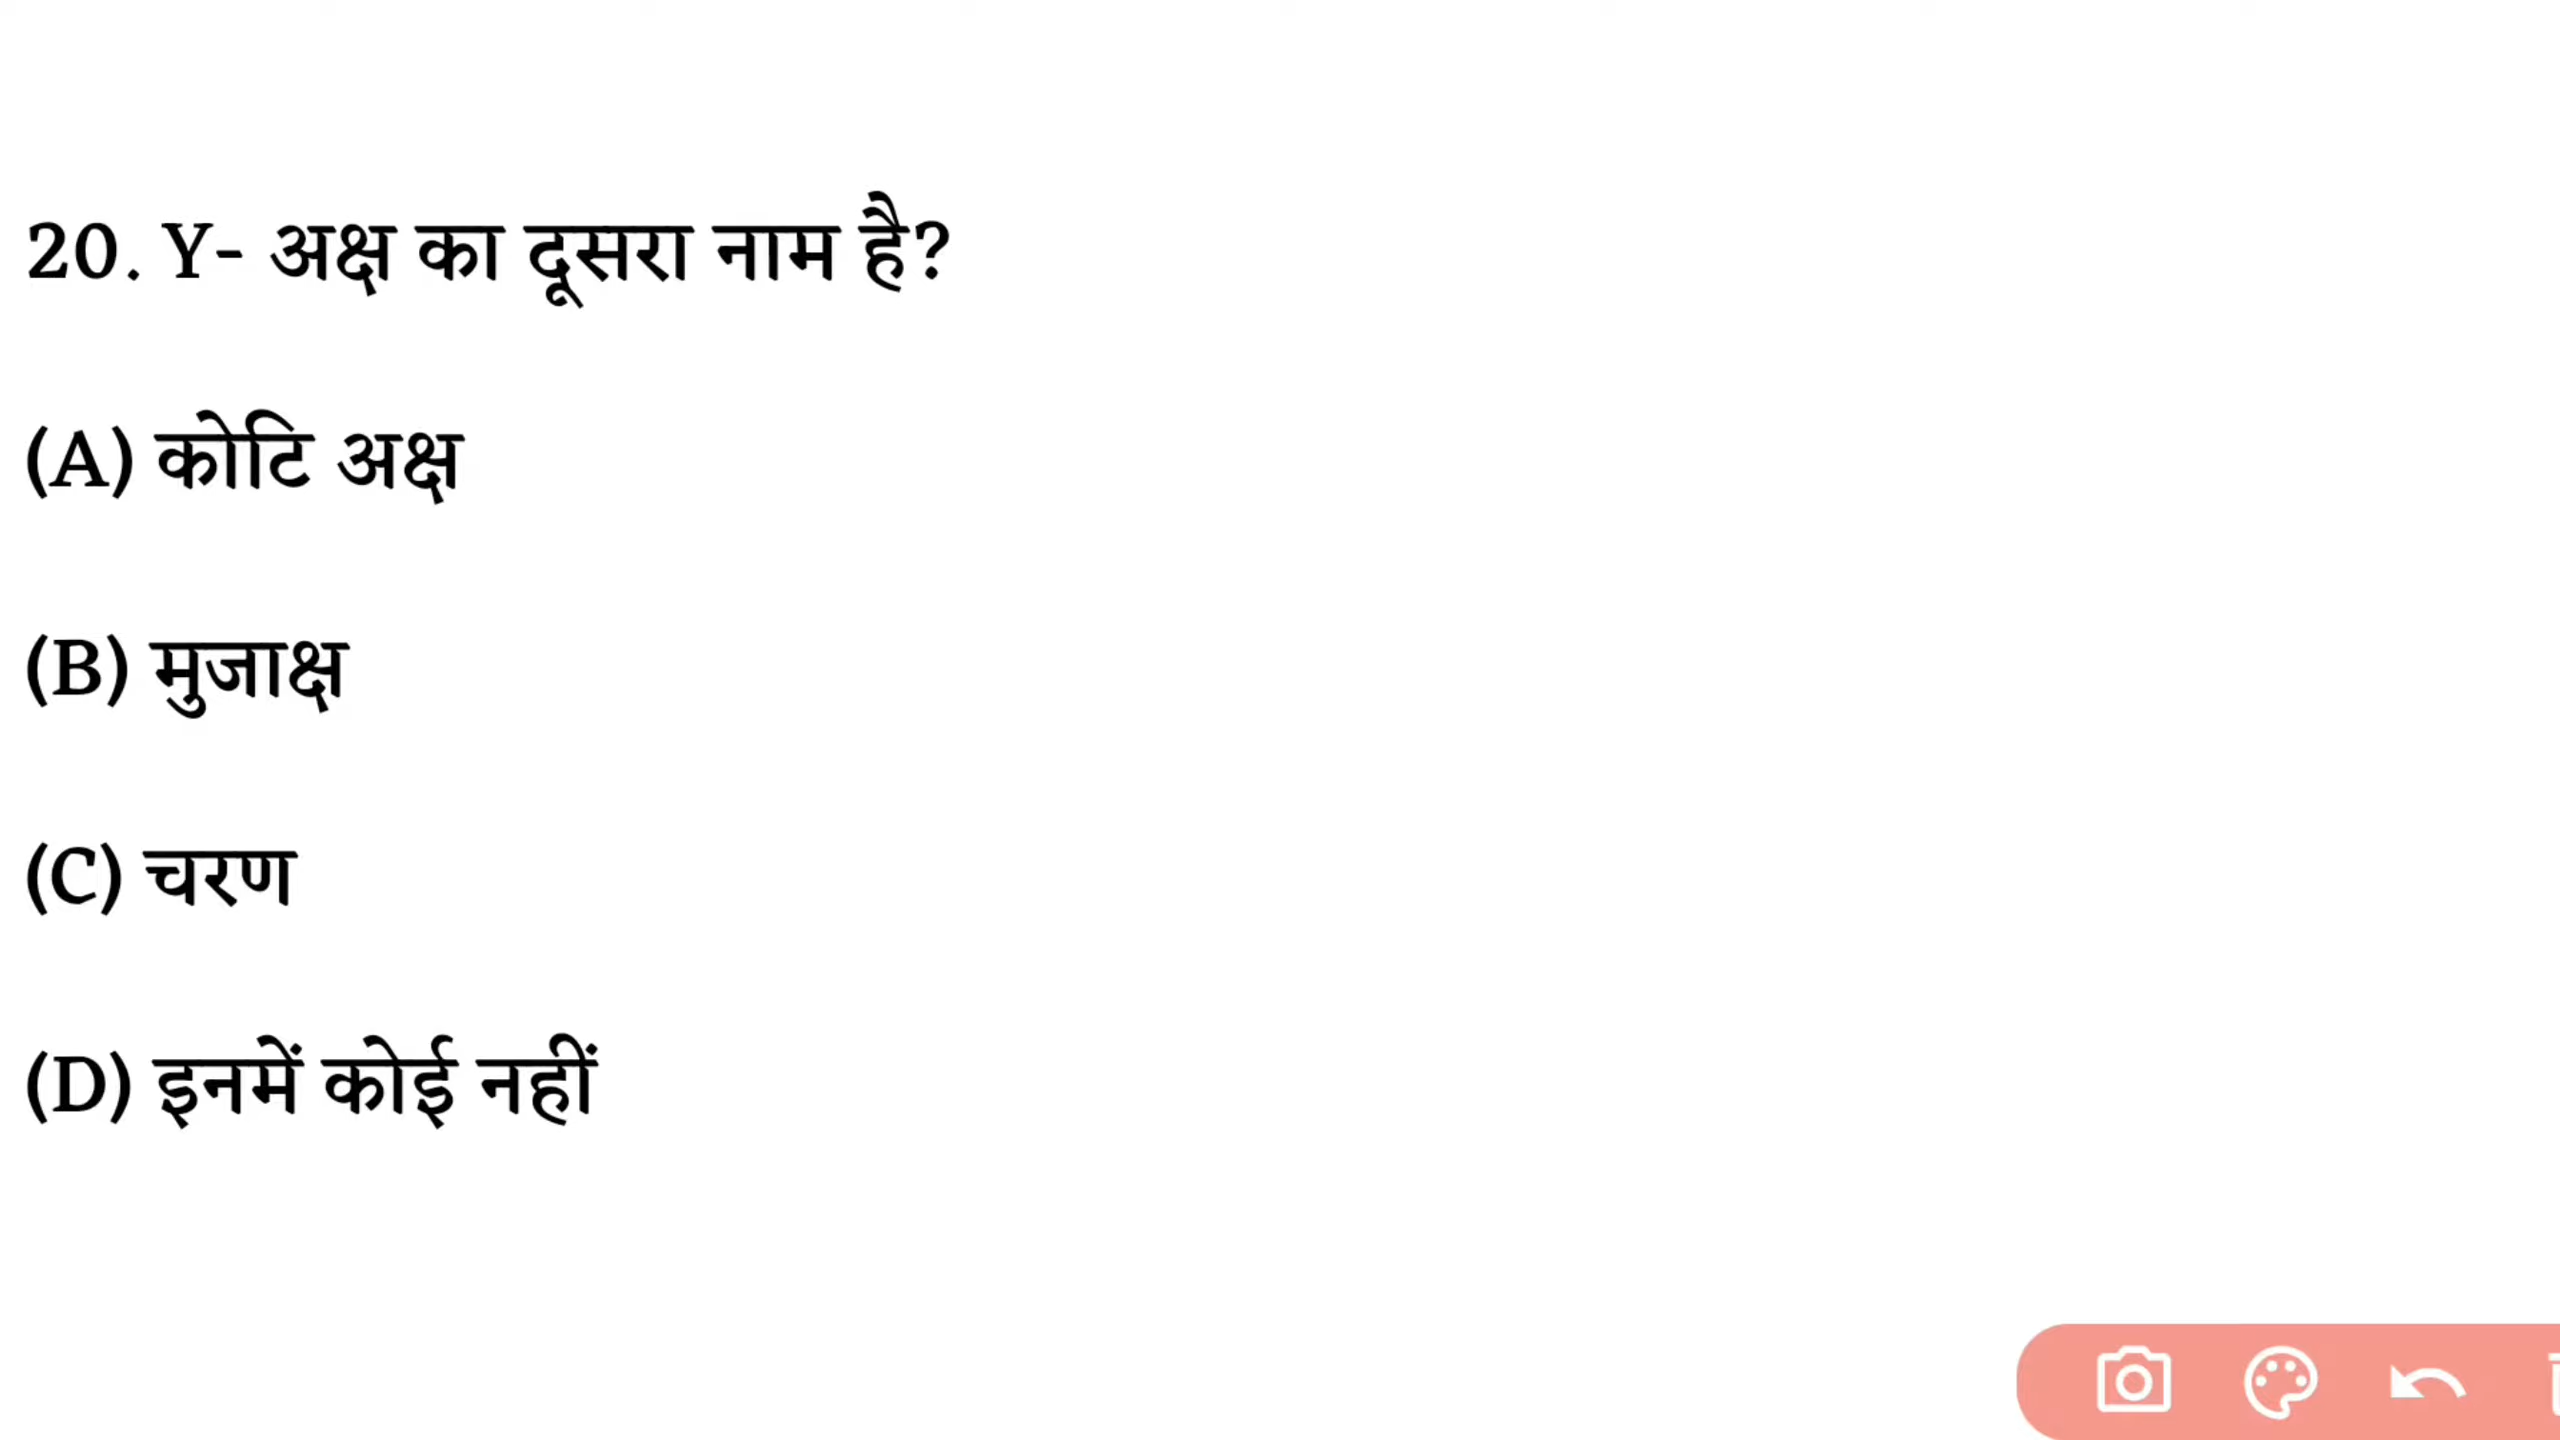 20. Y- अक्ष का दूसरा नाम है?
(A) कोटि अक्ष
(B) मुजाक्ष
(C) चरण
(D) इनमें कोई नहीं